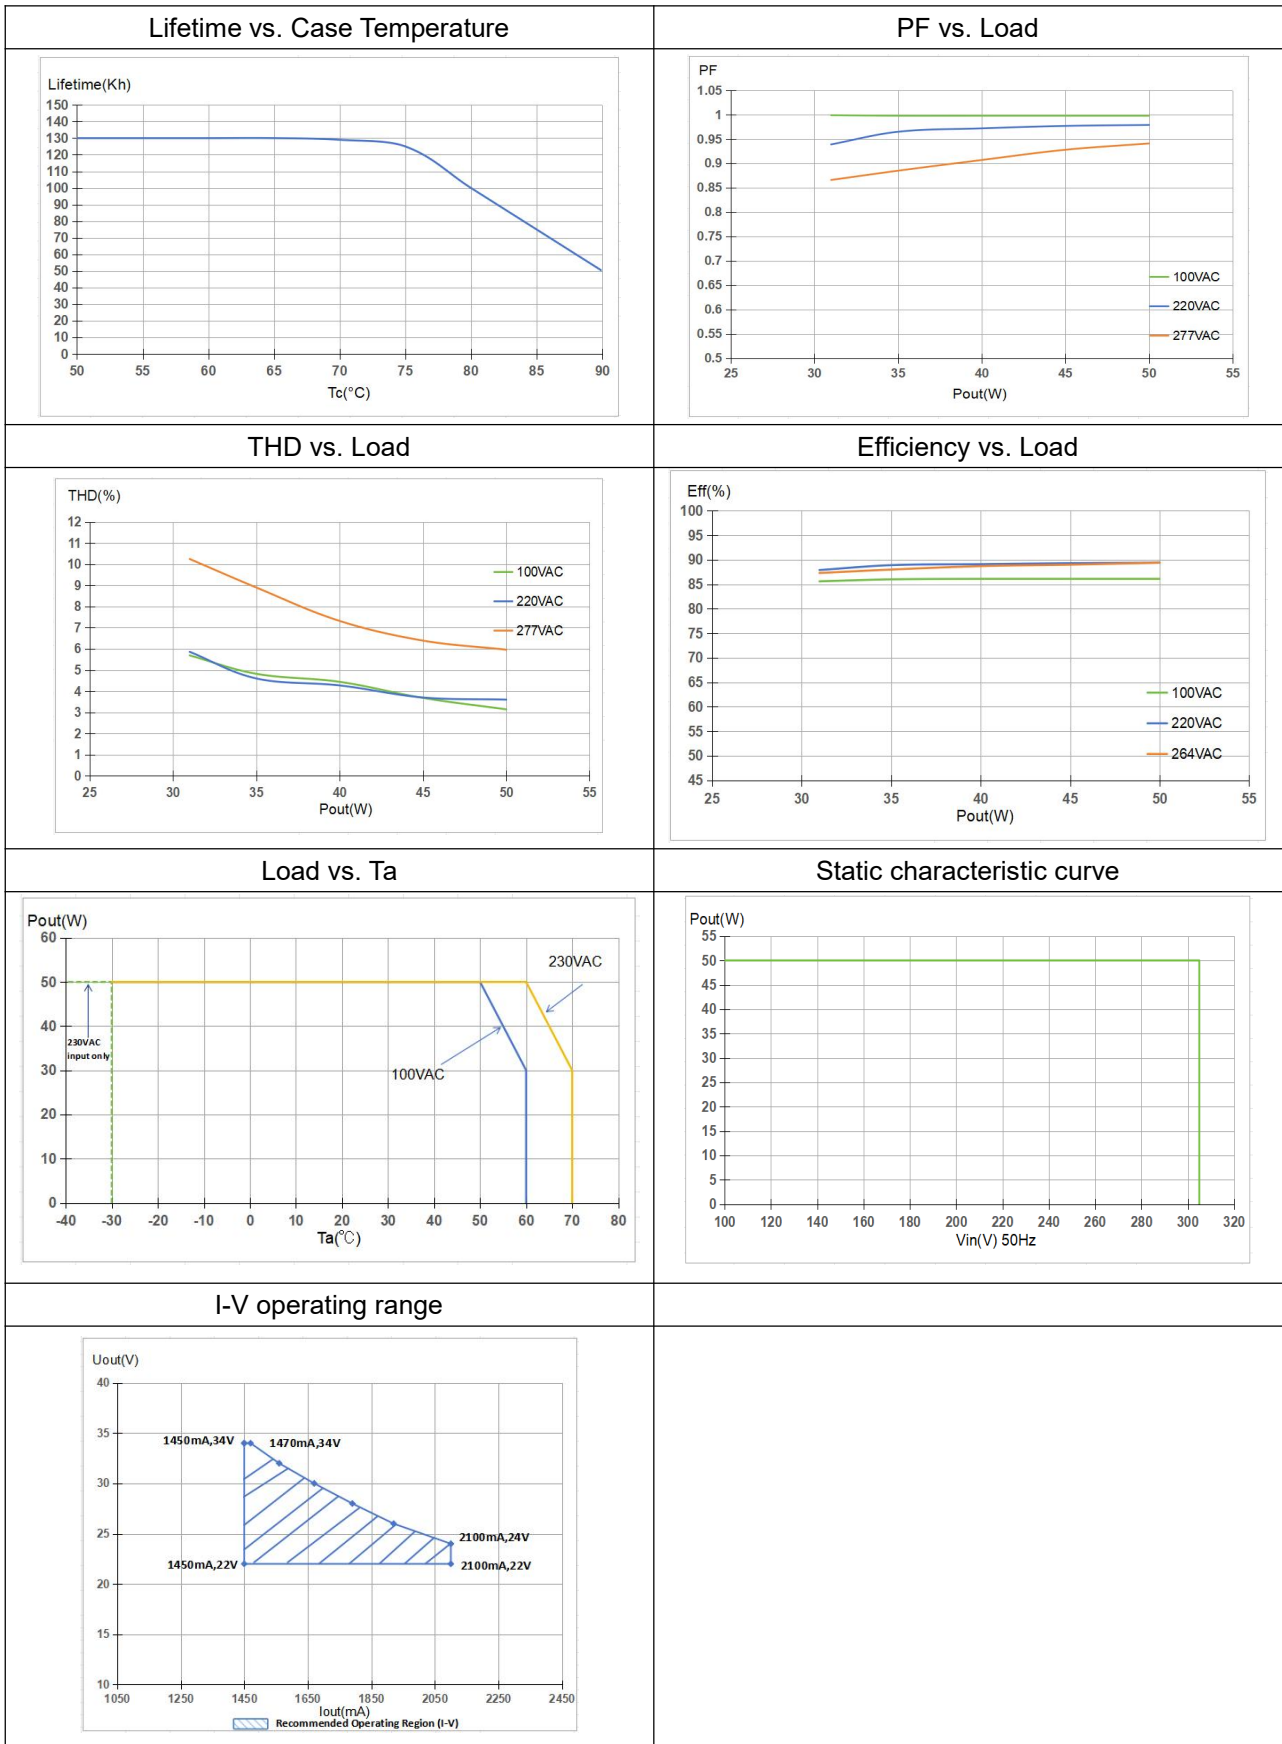 Lifetime vs. Case Temperature
PF vs. Load
Lifetime(Kh)
150
140
130
120
110
100
90
80
70
60
50
40
30
20
10
0
50 55 60 65 70 75 80 85 90
Tc(°C)
PF
1.05
1
0.95
0.9
0.85
0.8
0.75
0.7
0.65
0.6
0.55
0.5
100VAC
220VAC
277VAC
25 30 35 40 45 50 55
Pout(W)
THD vs. Load
Efficiency vs. Load
THD(%)
12
11
10
9
8
7
6
5
4
3
2
1
0
100VAC
220VAC
277VAC
25 30 35 40 45 50 55
Pout(W)
Eff(%)
100
95
90
85
80
75
70
65
60
55
50
45
100VAC
220VAC
264VAC
25 30 35 40 45 50 55
Pout(W)
Load vs. Ta
Static characteristic curve
Pout(W)
60
50
40
30
20
10
0
230VAC
input only
230VAC
100VAC
-40 -30 -20 -10 0 10 20 30 40 50 60 70 80
Ta(℃)
Pout(W)
55
50
45
40
35
30
25
20
15
10
5
0
100 120 140 160 180 200 220 240 260 280 300 320
Vin(V) 50Hz
I-V operating range
Uout(V)
40
35
30
25
20
15
10
1450mA,34V
1470mA,34V
2100mA,24V
1450mA,22V
2100mA,22V
1050 1250 1450 1650 1850 2050 2250 2450
Iout(mA)
Recommended Operating Region (I-V)